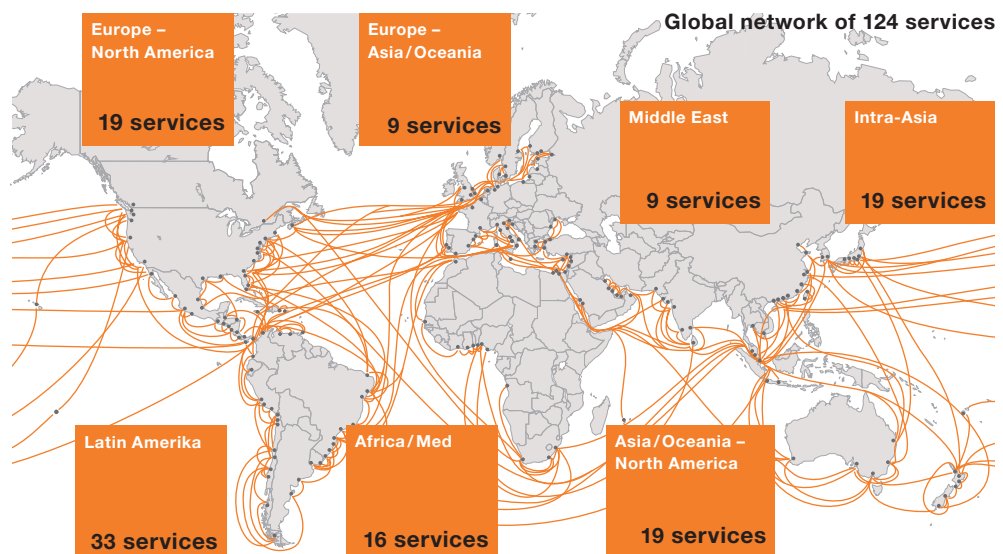 Global network of 124 services
Europe –
North America
19 services
Europe –
Asia/Oceania
9 services
Middle East
9 services
Intra-Asia
19 services
Latin Amerika
33 services
Africa/Med
16 services
Asia/Oceania –
North America
19 services